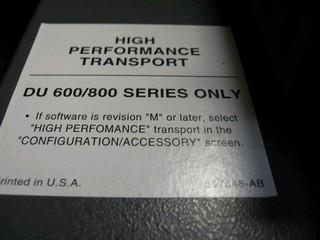 HIGH
PERFORMANCE
TRANSPORT
DU 600/800 SERIES ONLY
• If software is revision "M" or later, select
"HIGH PERFOMANCE" transport in the
"CONFIGURATION/ACCESSORY" screen.
Printed in U.S.A.